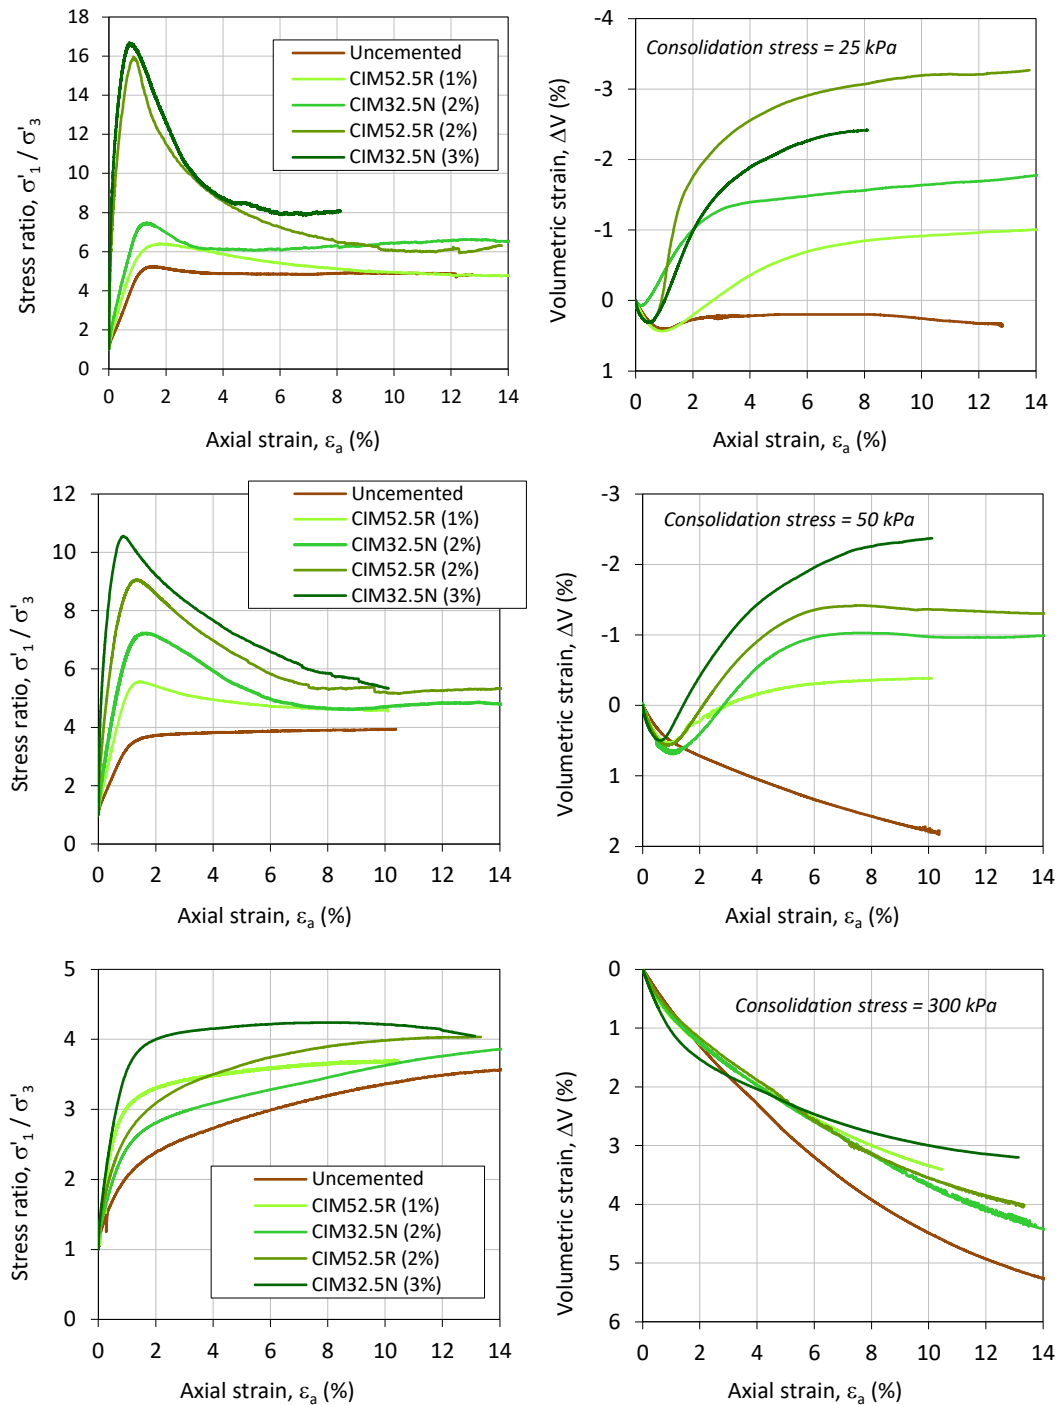 18
16
14
12
10
8
6
4
2
0
Stress ratio, σ'1 / σ'3
Uncemented
CIM52.5R (1%)
CIM32.5N (2%)
CIM52.5R (2%)
CIM32.5N (3%)
0 2 4 6 8 10 12 14
Axial strain, εa (%)
-4
-3
-2
-1
0
1
Volumetric strain, ΔV (%)
Consolidation stress = 25 kPa
0 2 4 6 8 10 12 14
Axial strain, εa (%)
12
10
8
6
4
2
0
Stress ratio, σ'1 / σ'3
Uncemented
CIM52.5R (1%)
CIM32.5N (2%)
CIM52.5R (2%)
CIM32.5N (3%)
0 2 4 6 8 10 12 14
Axial strain, εa (%)
-3
-2
-1
0
1
2
Volumetric strain, ΔV (%)
Consolidation stress = 50 kPa
0 2 4 6 8 10 12 14
Axial strain, εa (%)
5
4
3
2
1
0
Stress ratio, σ'1 / σ'3
Uncemented
CIM52.5R (1%)
CIM32.5N (2%)
CIM52.5R (2%)
CIM32.5N (3%)
0 2 4 6 8 10 12 14
Axial strain, εa (%)
0
1
2
3
4
5
6
Volumetric strain, ΔV (%)
Consolidation stress = 300 kPa
0 2 4 6 8 10 12 14
Axial strain, εa (%)